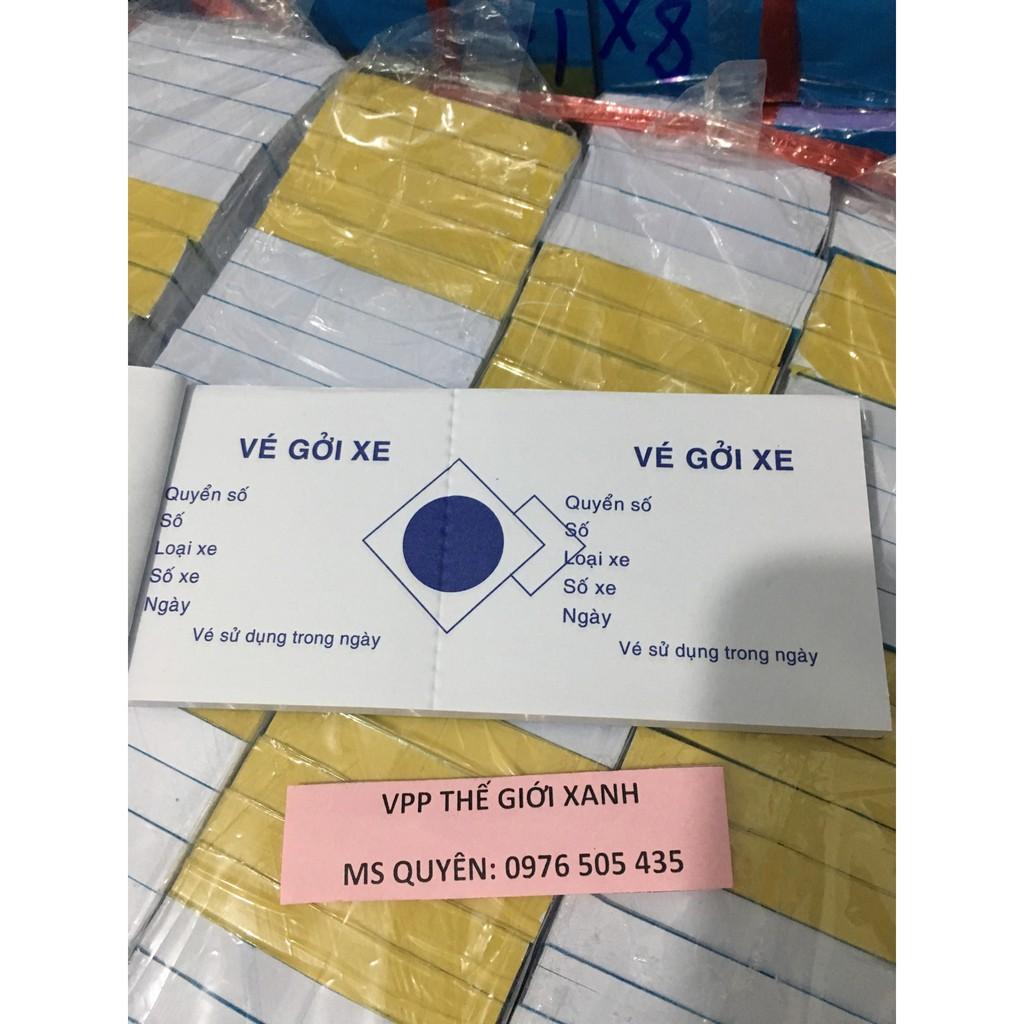 1X8
VÉ GỞI XE
Quyển số
Số
Loại xe
Số xe
Ngày
Vé sử dụng trong ngày
VÉ GỞI XE
Quyển số
Số
Loại xe
Số xe
Ngày
Vé sử dụng trong ngày
VPP THẾ GIỚI XANH
MS QUYÊN: 0976 505 435